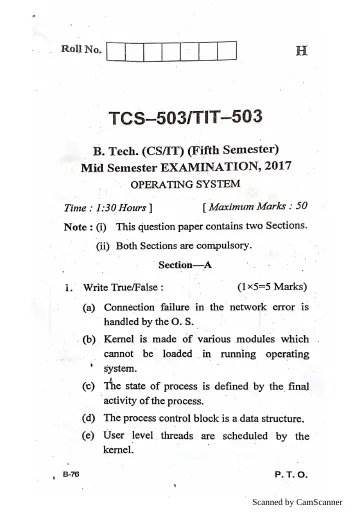 Roll No.
H
TCS–503/TIT–503
B. Tech. (CS/IT) (Fifth Semester)
Mid Semester EXAMINATION, 2017
OPERATING SYSTEM
Time : 1:30 Hours ] [ Maximum Marks : 50
Note : (i) This question paper contains two Sections.
(ii) Both Sections are compulsory.
Section—A
1. Write True/False : (1×5=5 Marks)
(a) Connection failure in the network error is
handled by the O. S.
(b) Kernel is made of various modules which
cannot be loaded in running operating
system.
(c) The state of process is defined by the final
activity of the process.
(d) The process control block is a data structure.
(e) User level threads are scheduled by the
kernel.
B-76 P. T. O.
Scanned by CamScanner